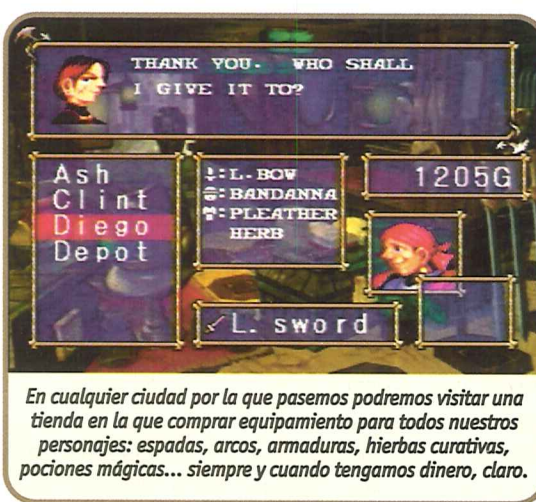 THANK YOU. WHO SHALL
I GIVE IT TO?
Ash
Clint
Diego
Depot
:L.BOW
:BANDANNA
:PLEATHER
HERB
1205G
L. sword
En cualquier ciudad por la que pasemos podremos visitar una
tienda en la que comprar equipamiento para todos nuestros
personajes: espadas, arcos, armaduras, hierbas curativas,
pociones mágicas... siempre y cuando tengamos dinero, claro.